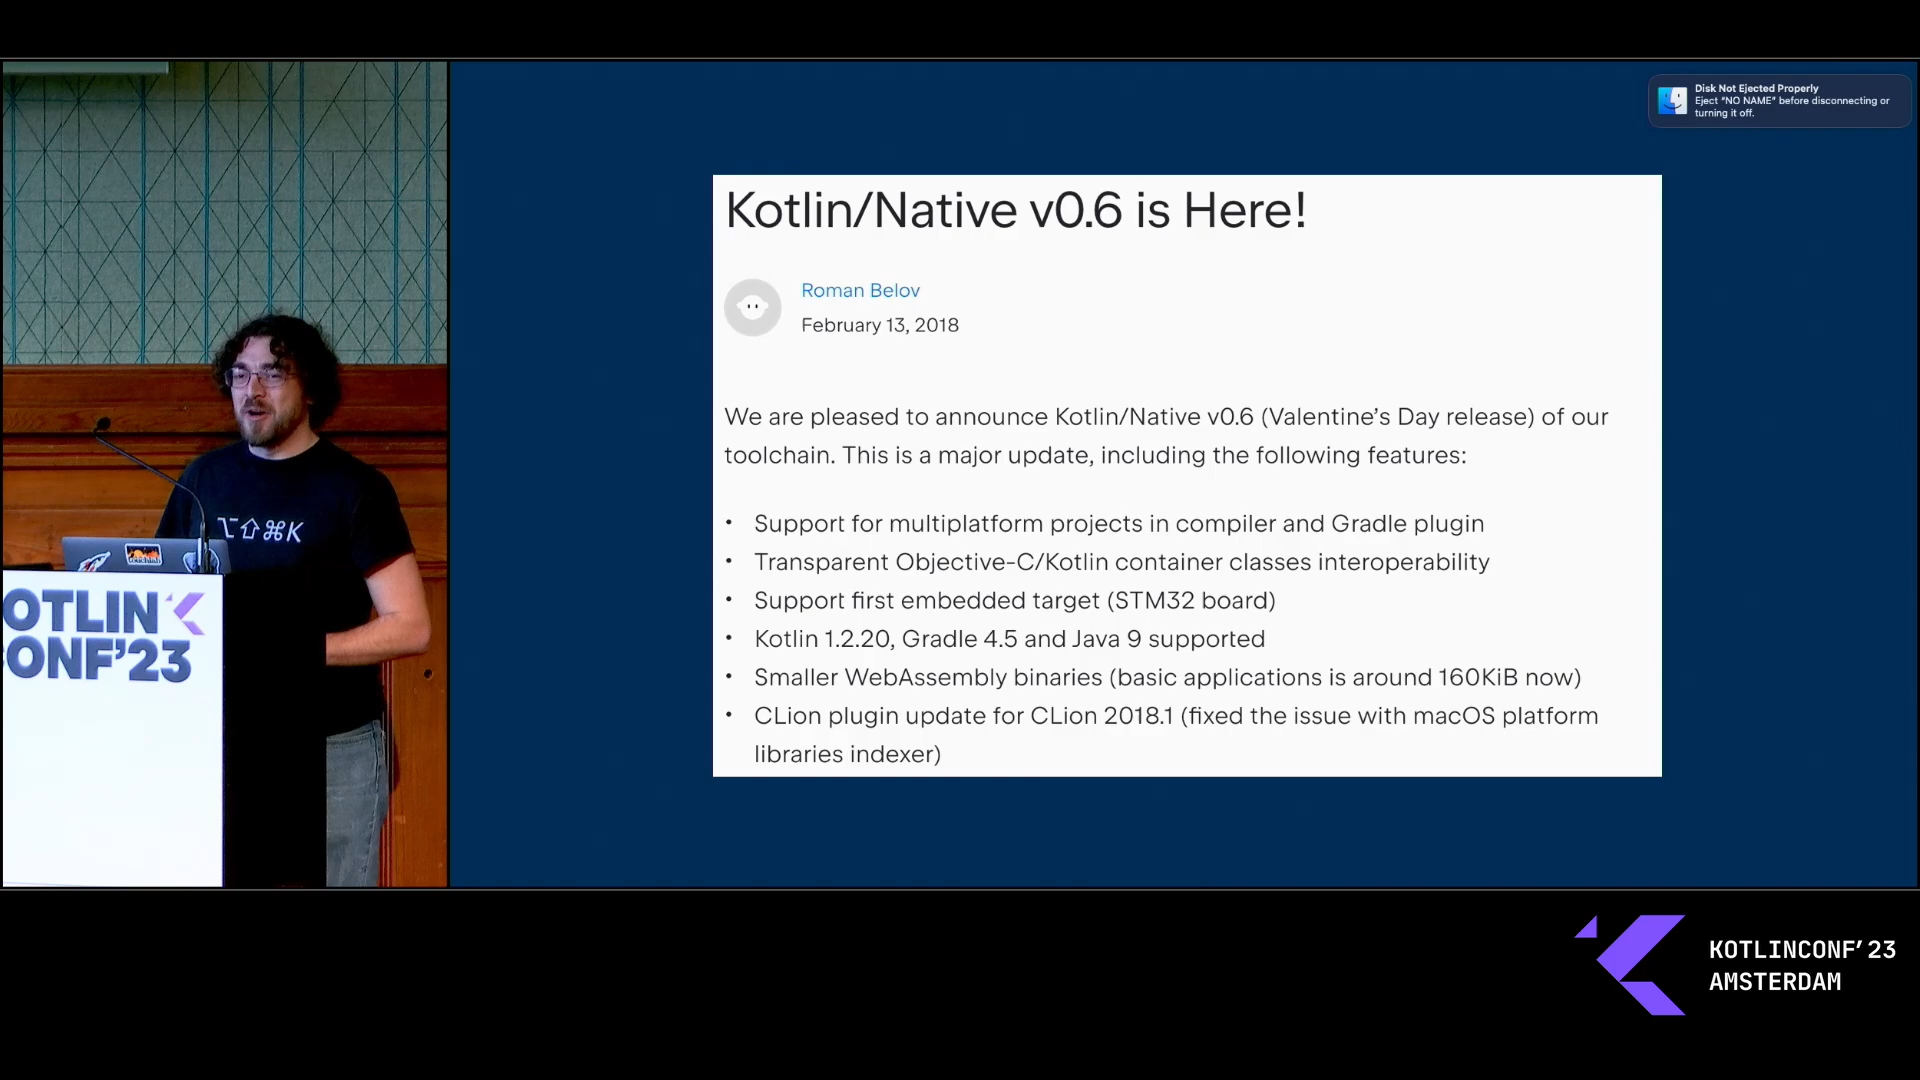 Disk Not Ejected Properly
Eject "NO NAME" before disconnecting or
turning it off.
Kotlin/Native v0.6 is Here!
Roman Belov
February 13, 2018
We are pleased to announce Kotlin/Native v0.6 (Valentine's Day release) of our
toolchain. This is a major update, including the following features:
• Support for multiplatform projects in compiler and Gradle plugin
• Transparent Objective-C/Kotlin container classes interoperability
• Support first embedded target (STM32 board)
• Kotlin 1.2.20, Gradle 4.5 and Java 9 supported
• Smaller WebAssembly binaries (basic applications is around 160KiB now)
• CLion plugin update for CLion 2018.1 (fixed the issue with macOS platform
libraries indexer)
⌥⇧⌘K
touchlab
OTLIN
ONF'23
KOTLINCONF'23
AMSTERDAM